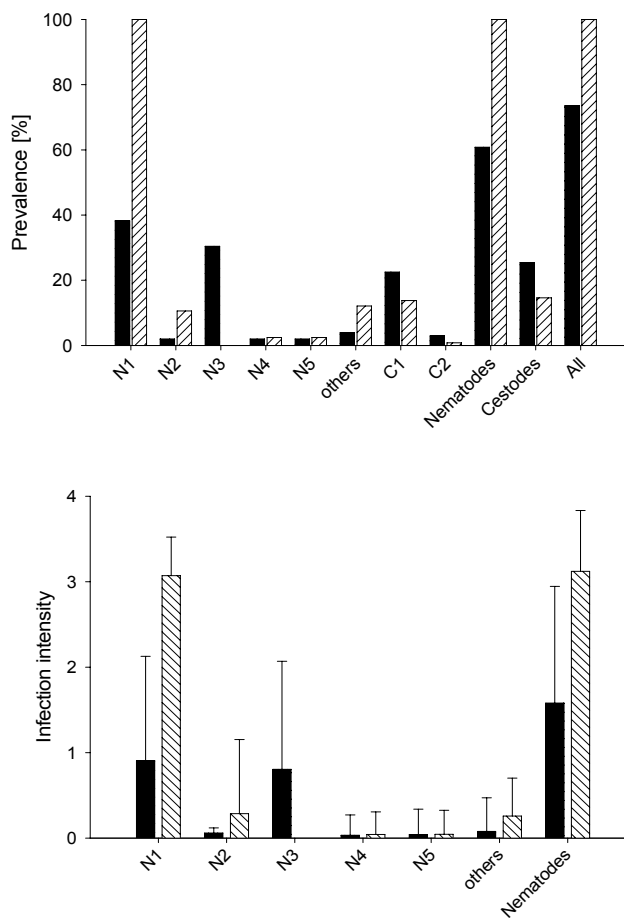 100
80
60
40
20
0
Prevalence [%]
N1
N2
N3
N4
N5
others
C1
C2
Nematodes
Cestodes
All
4
3
2
1
0
Infection intensity
N1
N2
N3
N4
N5
others
Nematodes